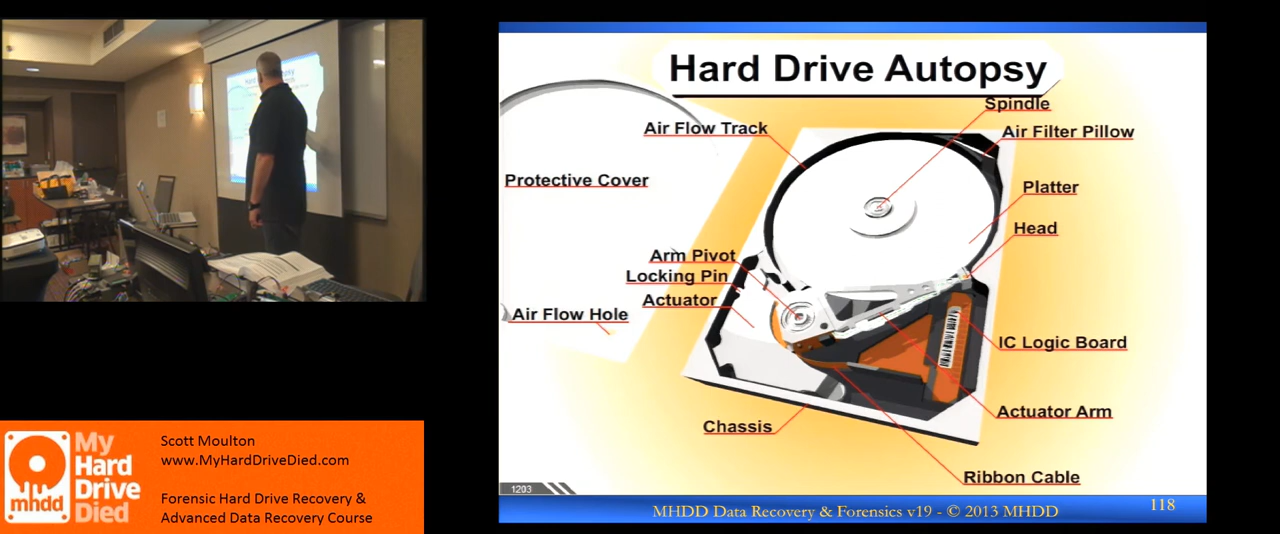 Hard Drive Autopsy
Spindle
Air Flow Track
Air Filter Pillow
Protective Cover
Platter
Head
Arm Pivot
Locking Pin
Actuator
Air Flow Hole
IC Logic Board
Actuator Arm
Chassis
Ribbon Cable
1203
MHDD Data Recovery & Forensics v19 - © 2013 MHDD
118
My
Hard
Drive
Died
mhdd
Scott Moulton
www.MyHardDriveDied.com
Forensic Hard Drive Recovery &
Advanced Data Recovery Course